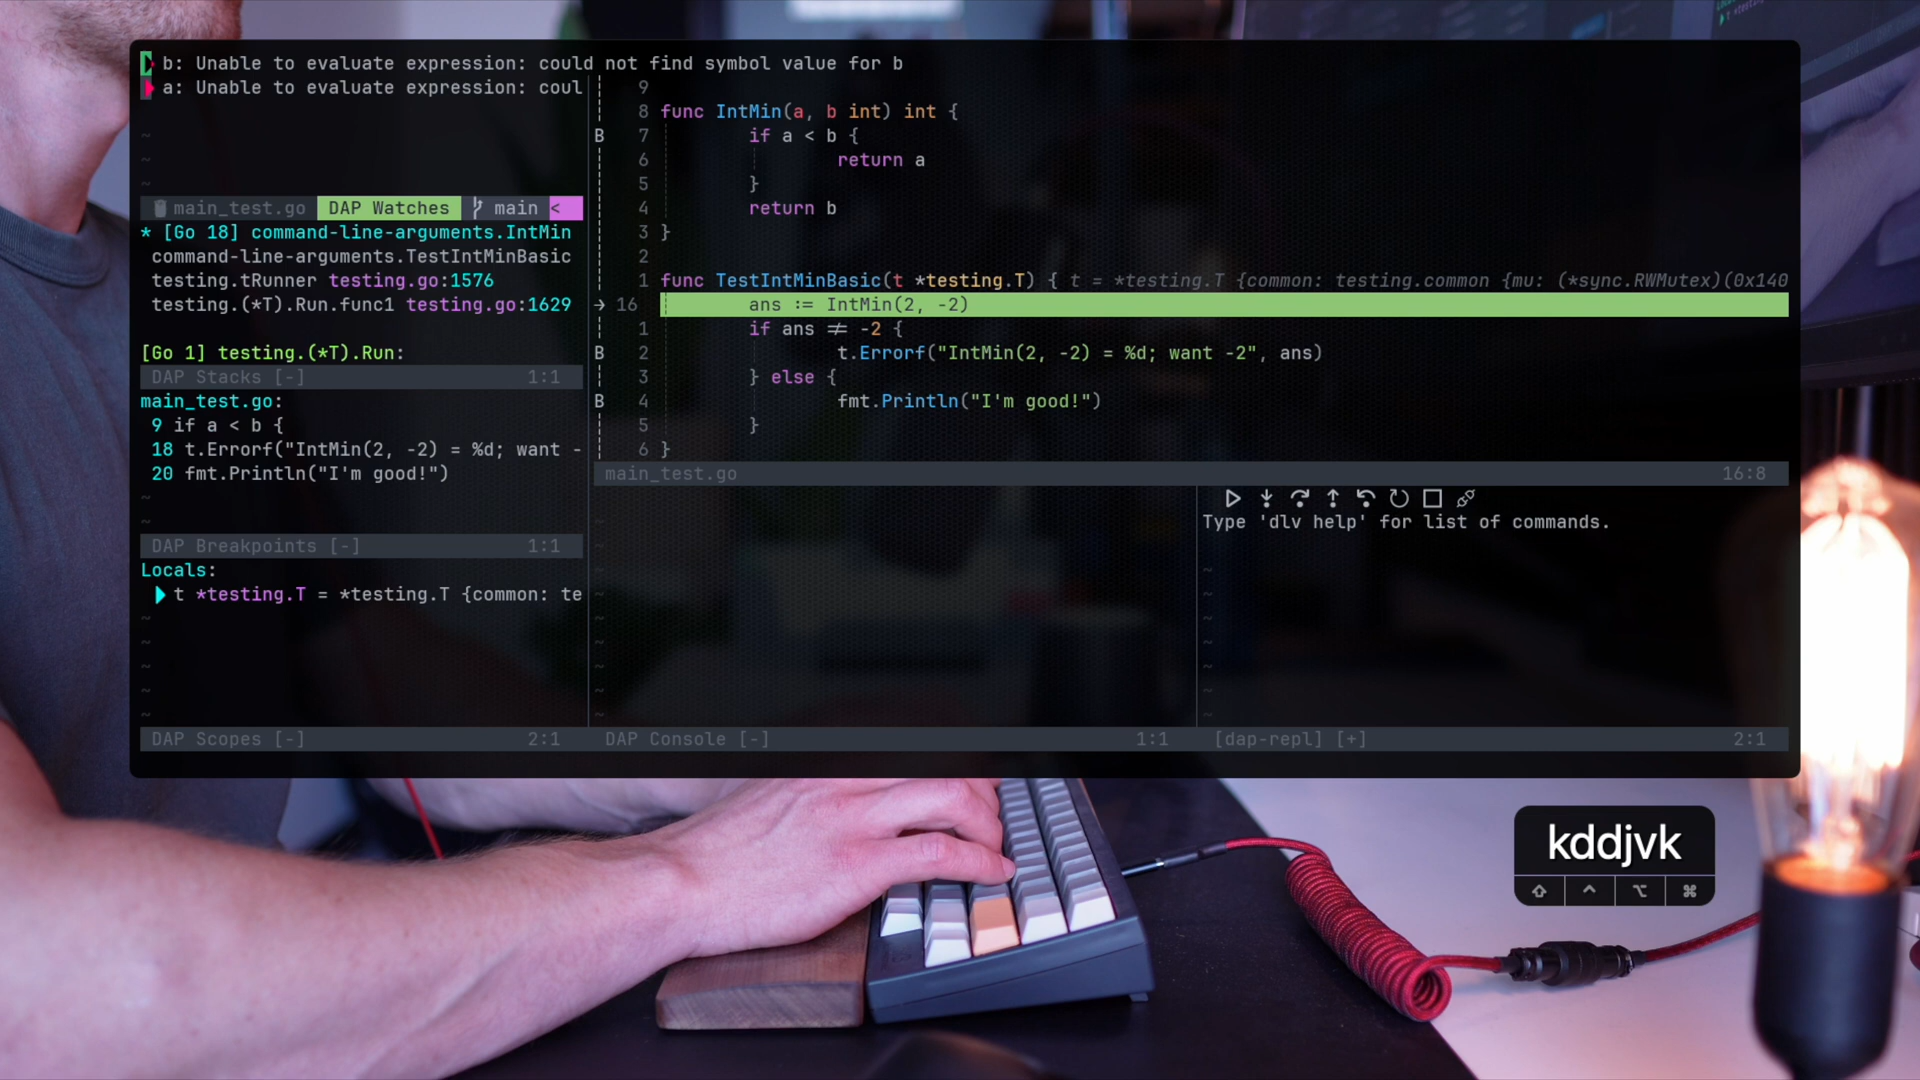 b: Unable to evaluate expression: could not find symbol value for b
a: Unable to evaluate expression: coul
~
~
~
main_test.go DAP Watches main <
* [Go 18] command-line-arguments.IntMin
command-line-arguments.TestIntMinBasic
testing.tRunner testing.go:1576
testing.(*T).Run.func1 testing.go:1629
[Go 1] testing.(*T).Run:
DAP Stacks [-] 1:1
main_test.go:
9 if a < b {
18 t.Errorf("IntMin(2, -2) = %d; want -
20 fmt.Println("I'm good!")
~
~
DAP Breakpoints [-] 1:1
Locals:
t *testing.T = *testing.T {common: te
~
~
~
~
~
DAP Scopes [-] 2:1
9
8 func IntMin(a, b int) int {
B 7 if a < b {
6 return a
5 }
4 return b
3 }
2
1 func TestIntMinBasic(t *testing.T) { t = *testing.T {common: testing.common {mu: (*sync.RWMutex)(0x140
→ 16 ans := IntMin(2, -2)
1 if ans ≠ -2 {
B 2 t.Errorf("IntMin(2, -2) = %d; want -2", ans)
3 } else {
B 4 fmt.Println("I'm good!")
5 }
6 }
main_test.go 16:8
~
~
~
~
~
~
~
~
~
DAP Console [-] 1:1
Type 'dlv help' for list of commands.
~
~
~
~
~
~
~
[dap-repl] [+] 2:1
kddjvk
⇧ ⌃ ⌥ ⌘